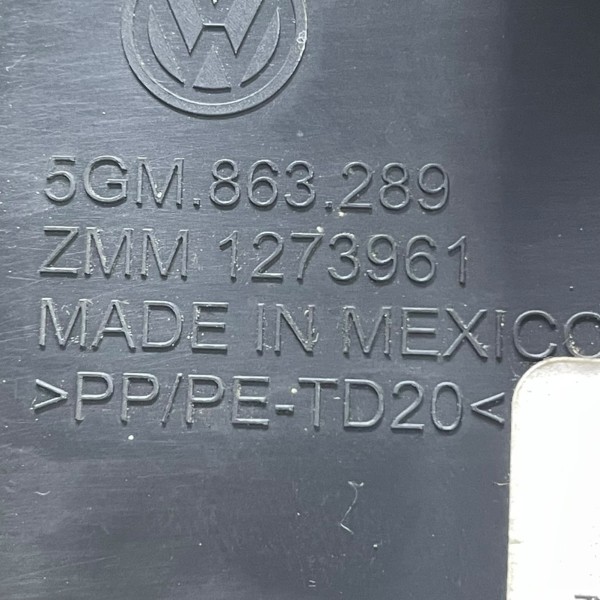 5GM.863.289
ZMM 1273961
MADE IN MEXICO
>PP/PE-TD20<